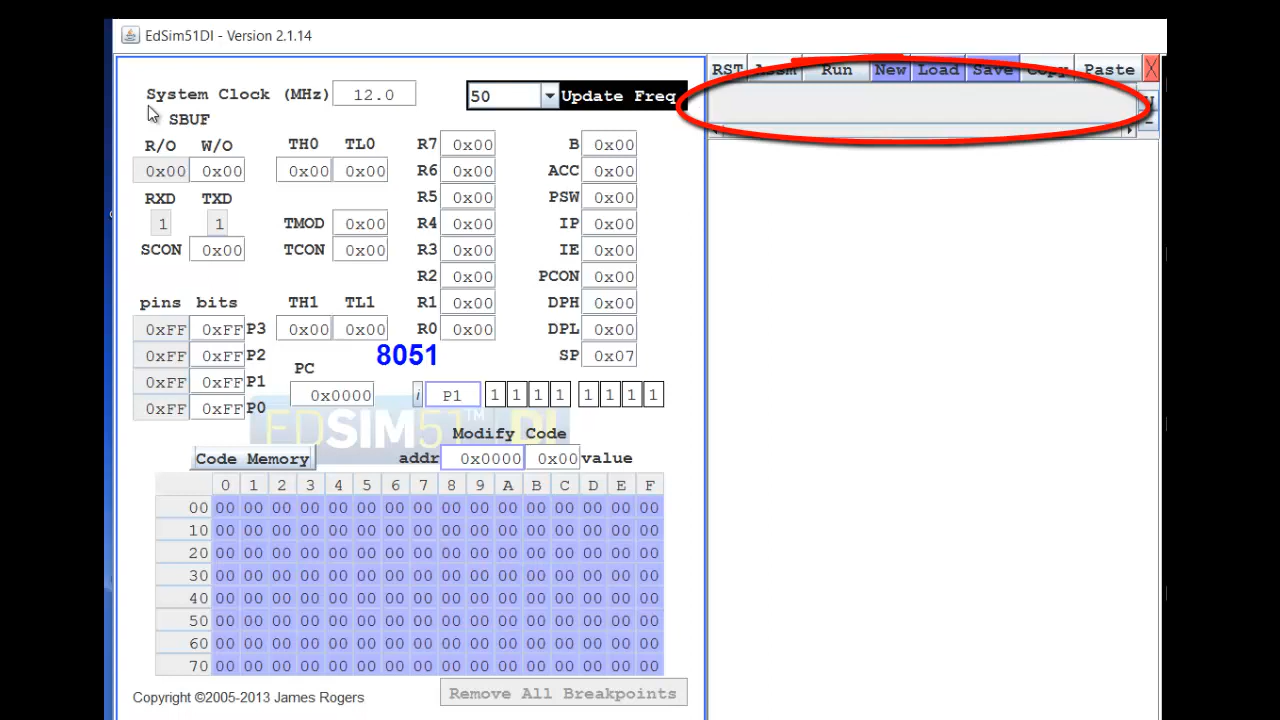 EdSim51DI - Version 2.1.14
RST Assm Run New Load Save Copy Paste
System Clock (MHz) 12.0 50 Update Freq
SBUF
R/O W/O TH0 TL0 R7 0x00 B 0x00
0x00 0x00 0x00 0x00 R6 0x00 ACC 0x00
RXD TXD R5 0x00 PSW 0x00
1 1 TMOD 0x00 R4 0x00 IP 0x00
SCON 0x00 TCON 0x00 R3 0x00 IE 0x00
R2 0x00 PCON 0x00
pins bits TH1 TL1 R1 0x00 DPH 0x00
0xFF 0xFF P3 0x00 0x00 R0 0x00 DPL 0x00
0xFF 0xFF P2 8051 SP 0x07
PC
0xFF 0xFF P1 0x0000 i P1 1 1 1 1 1 1 1 1
0xFF 0xFF P0
EDSIM51™ DI
Modify Code
Code Memory addr 0x0000 0x00 value
0 1 2 3 4 5 6 7 8 9 A B C D E F
00 00 00 00 00 00 00 00 00 00 00 00 00 00 00 00 00
10 00 00 00 00 00 00 00 00 00 00 00 00 00 00 00 00
20 00 00 00 00 00 00 00 00 00 00 00 00 00 00 00 00
30 00 00 00 00 00 00 00 00 00 00 00 00 00 00 00 00
40 00 00 00 00 00 00 00 00 00 00 00 00 00 00 00 00
50 00 00 00 00 00 00 00 00 00 00 00 00 00 00 00 00
60 00 00 00 00 00 00 00 00 00 00 00 00 00 00 00 00
70 00 00 00 00 00 00 00 00 00 00 00 00 00 00 00 00
Copyright ©2005-2013 James Rogers Remove All Breakpoints